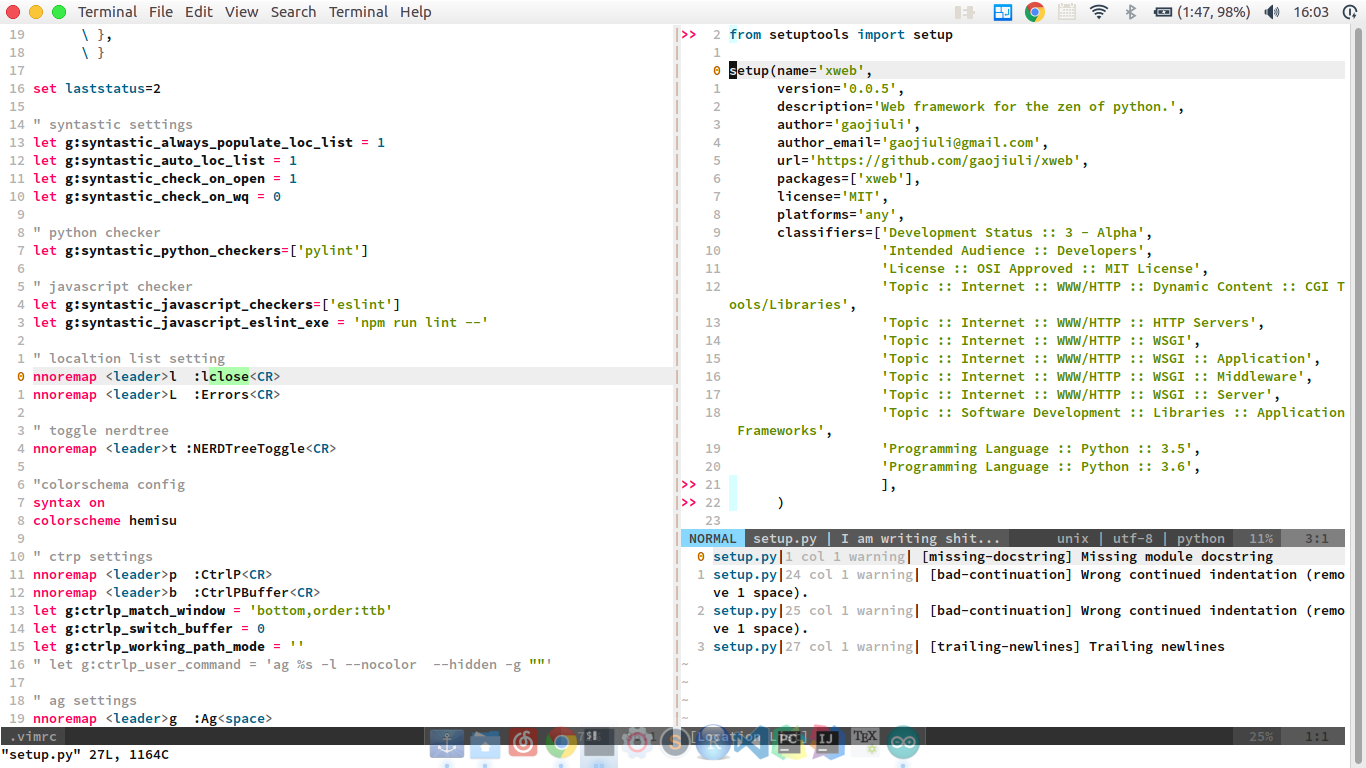 Terminal File Edit View Search Terminal Help (1:47, 98%) 16:03
19 \ },
18 \ }
17
16 set laststatus=2
15
14 " syntastic settings
13 let g:syntastic_always_populate_loc_list = 1
12 let g:syntastic_auto_loc_list = 1
11 let g:syntastic_check_on_open = 1
10 let g:syntastic_check_on_wq = 0
9
8 " python checker
7 let g:syntastic_python_checkers=['pylint']
6
5 " javascript checker
4 let g:syntastic_javascript_checkers=['eslint']
3 let g:syntastic_javascript_eslint_exe = 'npm run lint --'
2
1 " localtion list setting
0 nnoremap <leader>l  :lclose<CR>
1 nnoremap <leader>L  :Errors<CR>
2
3 " toggle nerdtree
4 nnoremap <leader>t :NERDTreeToggle<CR>
5
6 "colorschema config
7 syntax on
8 colorscheme hemisu
9
10 " ctrp settings
11 nnoremap <leader>p  :CtrlP<CR>
12 nnoremap <leader>b  :CtrlPBuffer<CR>
13 let g:ctrlp_match_window = 'bottom,order:ttb'
14 let g:ctrlp_switch_buffer = 0
15 let g:ctrlp_working_path_mode = ''
16 " let g:ctrlp_user_command = 'ag %s -l --nocolor  --hidden -g ""'
17
18 " ag settings
19 nnoremap <leader>g  :Ag<space>
.vimrc
>> 2 from setuptools import setup
1
0 setup(name='xweb',
1 version='0.0.5',
2 description='Web framework for the zen of python.',
3 author='gaojiuli',
4 author_email='gaojiuli@gmail.com',
5 url='https://github.com/gaojiuli/xweb',
6 packages=['xweb'],
7 license='MIT',
8 platforms='any',
9 classifiers=['Development Status :: 3 - Alpha',
10 'Intended Audience :: Developers',
11 'License :: OSI Approved :: MIT License',
12 'Topic :: Internet :: WWW/HTTP :: Dynamic Content :: CGI T
ools/Libraries',
13 'Topic :: Internet :: WWW/HTTP :: HTTP Servers',
14 'Topic :: Internet :: WWW/HTTP :: WSGI',
15 'Topic :: Internet :: WWW/HTTP :: WSGI :: Application',
16 'Topic :: Internet :: WWW/HTTP :: WSGI :: Middleware',
17 'Topic :: Internet :: WWW/HTTP :: WSGI :: Server',
18 'Topic :: Software Development :: Libraries :: Application
Frameworks',
19 'Programming Language :: Python :: 3.5',
20 'Programming Language :: Python :: 3.6',
>> 21 ],
>> 22 )
23
NORMAL setup.py | I am writing shit... unix | utf-8 | python 11% 3:1
0 setup.py|1 col 1 warning| [missing-docstring] Missing module docstring
1 setup.py|24 col 1 warning| [bad-continuation] Wrong continued indentation (remo
ve 1 space).
2 setup.py|25 col 1 warning| [bad-continuation] Wrong continued indentation (remo
ve 1 space).
3 setup.py|27 col 1 warning| [trailing-newlines] Trailing newlines
~
~
~
~
[Location List] 25% 1:1
$ S PC IJ TEX
"setup.py" 27L, 1164C